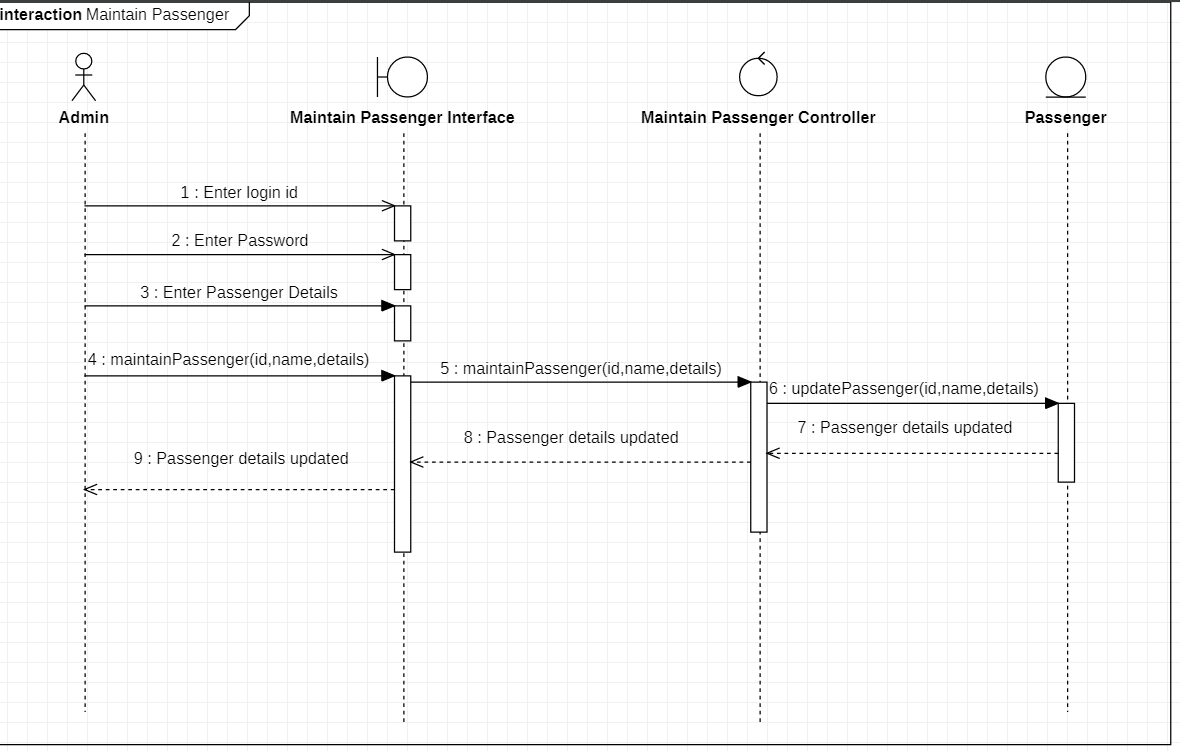 interaction Maintain Passenger
Admin
Maintain Passenger Interface
Maintain Passenger Controller
Passenger
1 : Enter login id
2 : Enter Password
3 : Enter Passenger Details
4 : maintainPassenger(id,name,details)
5 : maintainPassenger(id,name,details)
6 : updatePassenger(id,name,details)
7 : Passenger details updated
8 : Passenger details updated
9 : Passenger details updated